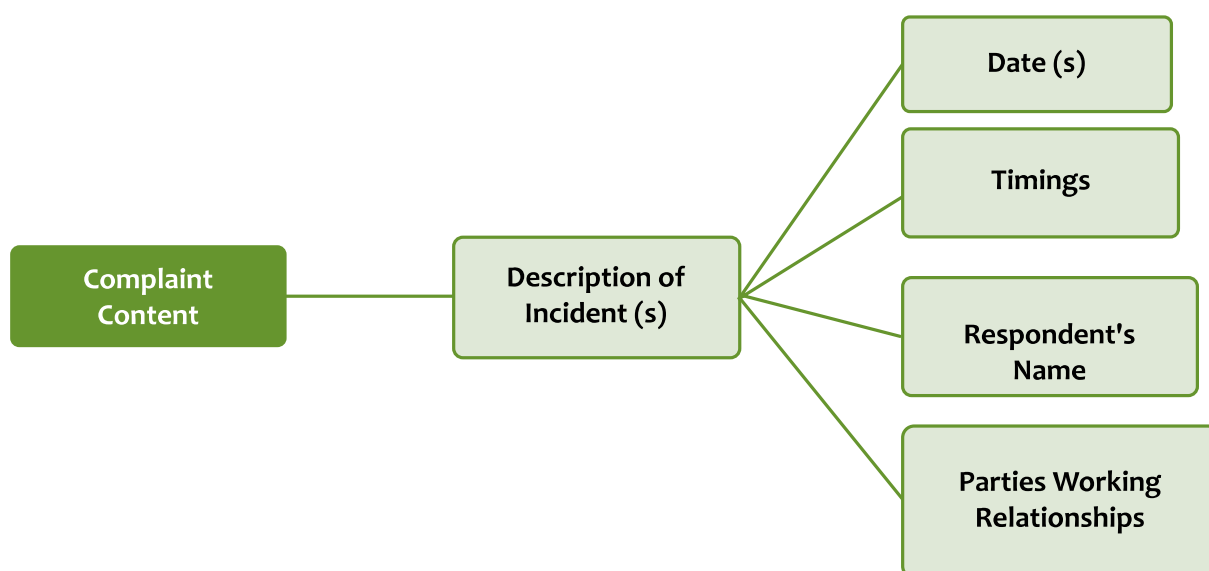 Complaint
Content
Description of
Incident (s)
Date (s)
Timings
Respondent's
Name
Parties Working
Relationships